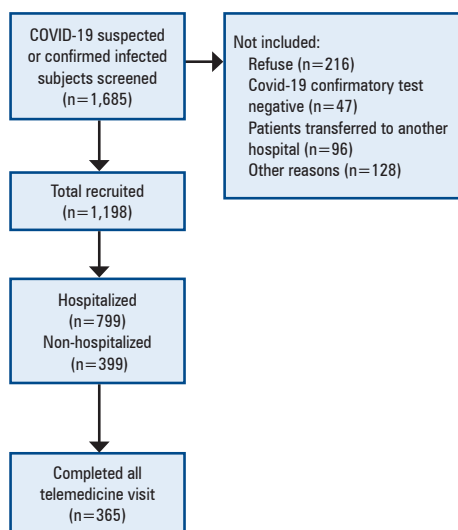 COVID-19 suspected
or confirmed infected
subjects screened
(n=1,685)
Not included:
Refuse (n=216)
Covid-19 confirmatory test
negative (n=47)
Patients transferred to another
hospital (n=96)
Other reasons (n=128)
Total recruited
(n=1,198)
Hospitalized
(n=799)
Non-hospitalized
(n=399)
Completed all
telemedicine visit
(n=365)